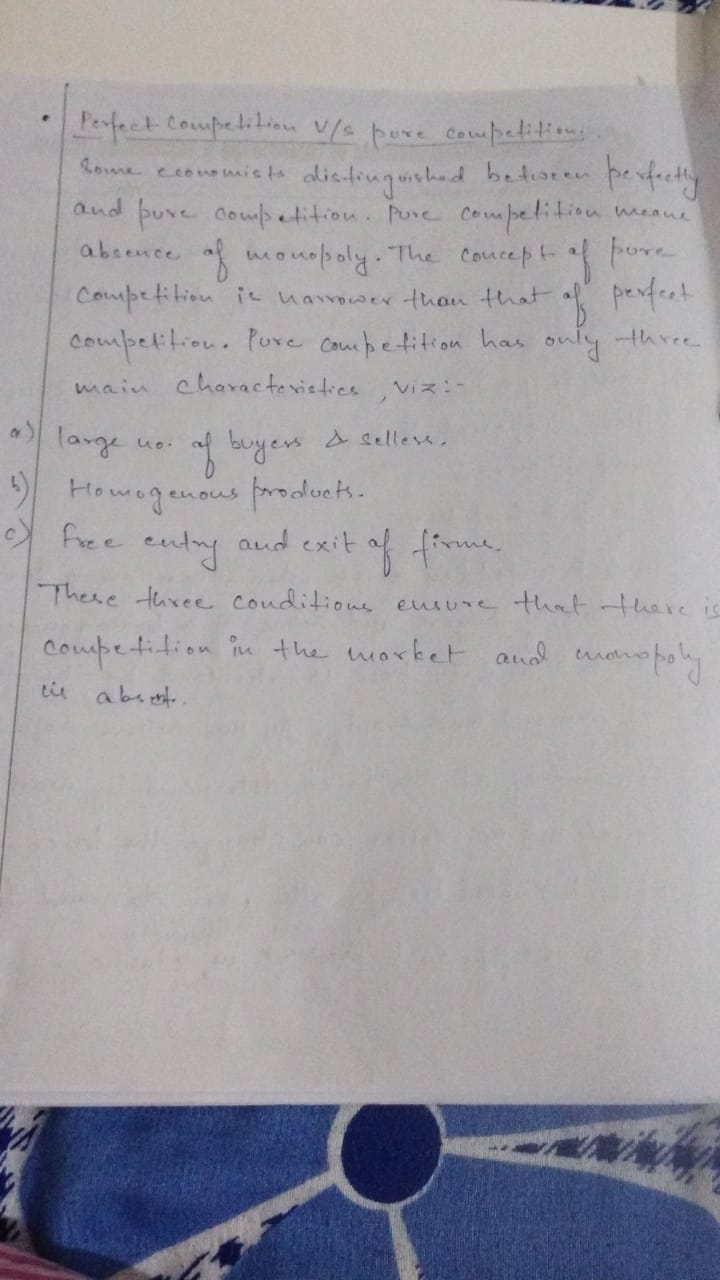 • Perfect Competition V/s pure competition.
Some economists distinguished between perfectly
and pure competition. Pure competition means
absence of monopoly. The concept of pure
competition is narrower than that of perfect
competition. Pure competition has only three
main characteristics, viz:-
a) large no. of buyers & sellers.
b) Homogenous products.
c) free entry and exit of firms
These three conditions ensure that there is
competition in the market and monopoly
is absent.